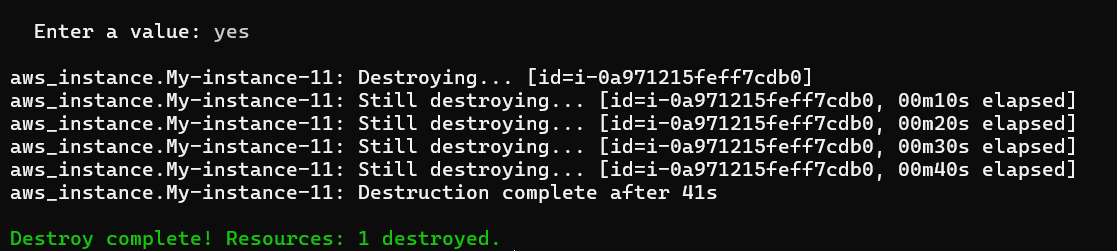 Enter a value: yes
aws_instance.My-instance-11: Destroying... [id=i-0a971215feff7cdb0]
aws_instance.My-instance-11: Still destroying... [id=i-0a971215feff7cdb0, 00m10s elapsed]
aws_instance.My-instance-11: Still destroying... [id=i-0a971215feff7cdb0, 00m20s elapsed]
aws_instance.My-instance-11: Still destroying... [id=i-0a971215feff7cdb0, 00m30s elapsed]
aws_instance.My-instance-11: Still destroying... [id=i-0a971215feff7cdb0, 00m40s elapsed]
aws_instance.My-instance-11: Destruction complete after 41s
Destroy complete! Resources: 1 destroyed.